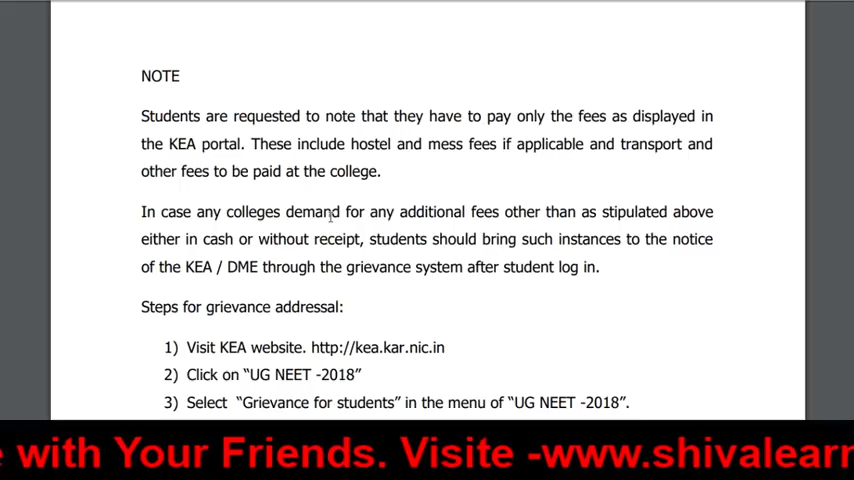 NOTE
Students are requested to note that they have to pay only the fees as displayed in
the KEA portal. These include hostel and mess fees if applicable and transport and
other fees to be paid at the college.
In case any colleges demand for any additional fees other than as stipulated above
either in cash or without receipt, students should bring such instances to the notice
of the KEA / DME through the grievance system after student log in.
Steps for grievance addressal:
1) Visit KEA website. http://kea.kar.nic.in
2) Click on “UG NEET -2018”
3) Select “Grievance for students” in the menu of “UG NEET -2018”.
with Your Friends. Visite -www.shivalearn